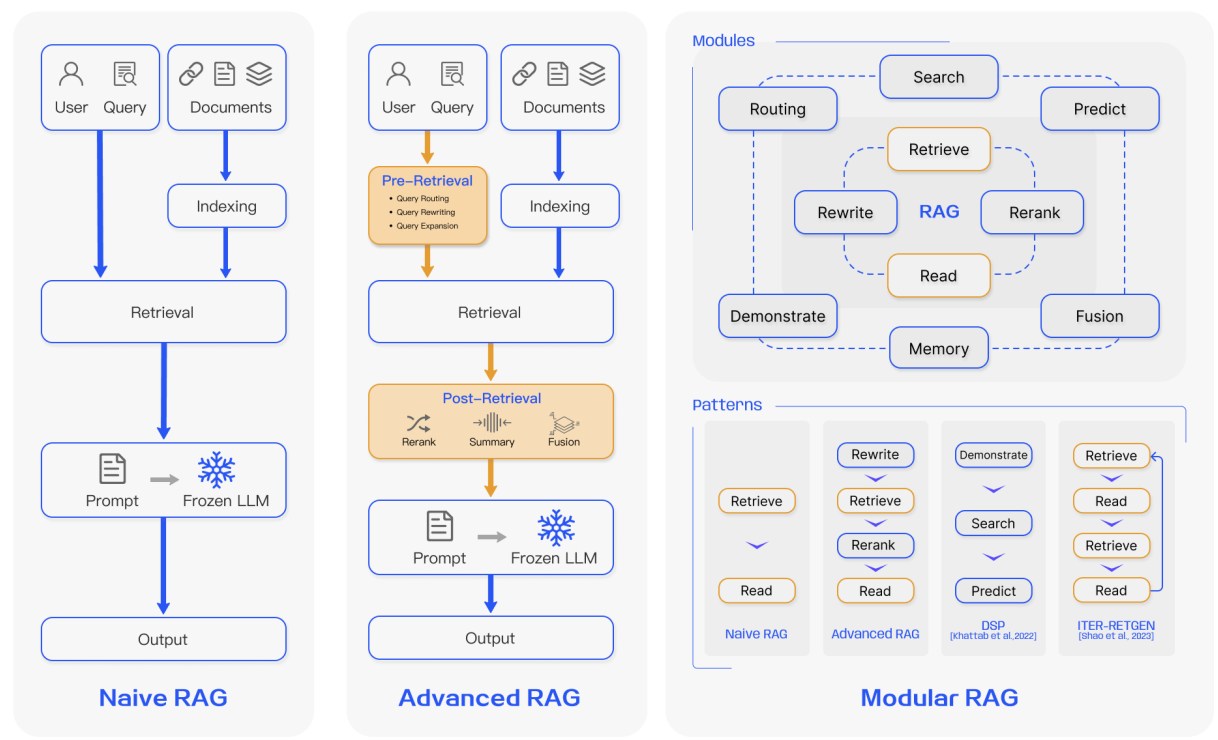 User Query
Documents
Indexing
Retrieval
Prompt
Frozen LLM
Output
Naive RAG
User Query
Documents
Pre-Retrieval
• Query Routing
• Query Rewriting
• Query Expansion
Indexing
Retrieval
Post-Retrieval
Rerank
Summary
Fusion
Prompt
Frozen LLM
Output
Advanced RAG
Modules
Search
Routing
Predict
Retrieve
Rewrite
RAG
Rerank
Read
Demonstrate
Fusion
Memory
Patterns
Retrieve
Read
Naive RAG
Rewrite
Retrieve
Rerank
Read
Advanced RAG
Demonstrate
Search
Predict
DSP
[Khattab et al.,2022]
Retrieve
Read
Retrieve
Read
ITER-RETGEN
[Shao et al., 2023]
Modular RAG